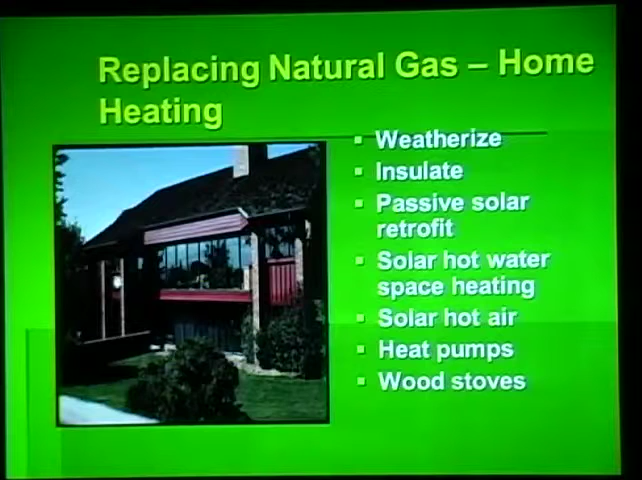 Replacing Natural Gas – Home
Heating
Weatherize
Insulate
Passive solar
retrofit
Solar hot water
space heating
Solar hot air
Heat pumps
Wood stoves